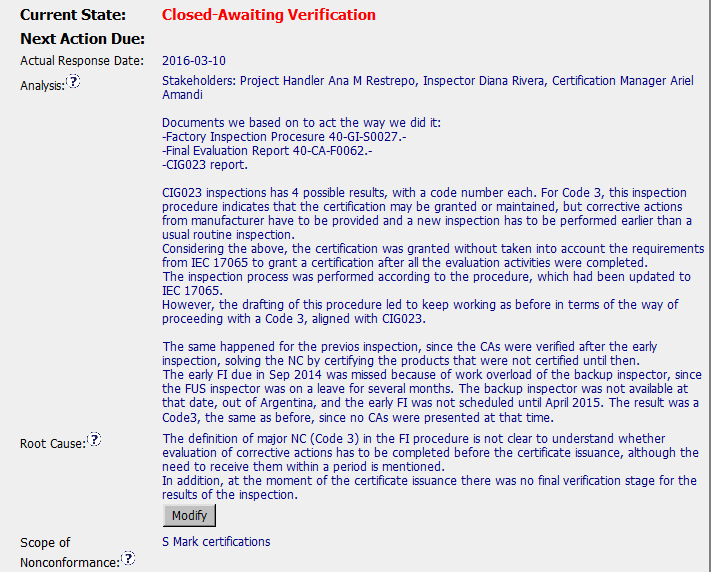 Current State: Closed-Awaiting Verification
Next Action Due:
Actual Response Date: 2016-03-10
Analysis:? Stakeholders: Project Handler Ana M Restrepo, Inspector Diana Rivera, Certification Manager Ariel
Amandi
Documents we based on to act the way we did it:
-Factory Inspection Procesure 40-GI-S0027.-
-Final Evaluation Report 40-CA-F0062.-
-CIG023 report.
CIG023 inspections has 4 possible results, with a code number each. For Code 3, this inspection
procedure indicates that the certification may be granted or maintained, but corrective actions
from manufacturer have to be provided and a new inspection has to be performed earlier than a
usual routine inspection.
Considering the above, the certification was granted without taken into account the requirements
from IEC 17065 to grant a certification after all the evaluation activities were completed.
The inspection process was performed according to the procedure, which had been updated to
IEC 17065.
However, the drafting of this procedure led to keep working as before in terms of the way of
proceeding with a Code 3, aligned with CIG023.
The same happened for the previos inspection, since the CAs were verified after the early
inspection, solving the NC by certifying the products that were not certified until then.
The early FI due in Sep 2014 was missed because of work overload of the backup inspector, since
the FUS inspector was on a leave for several months. The backup inspector was not available at
that date, out of Argentina, and the early FI was not scheduled until April 2015. The result was a
Code3, the same as before, since no CAs were presented at that time.
Root Cause:? The definition of major NC (Code 3) in the FI procedure is not clear to understand whether
evaluation of corrective actions has to be completed before the certificate issuance, although the
need to receive them within a period is mentioned.
In addition, at the moment of the certificate issuance there was no final verification stage for the
results of the inspection.
Modify
Scope of S Mark certifications
Nonconformance:?